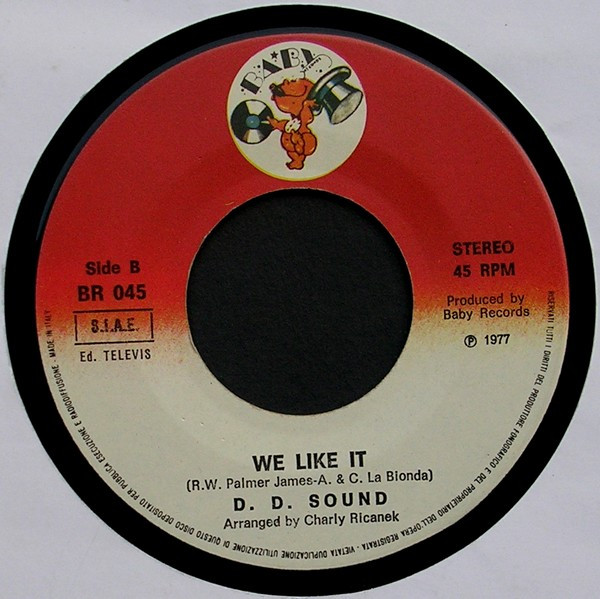 BABY
RECORDS
Side B
BR 045
S.I.A.E.
Ed. TELEVIS
STEREO
45 RPM
Produced by
Baby Records
Ⓟ 1977
WE LIKE IT
(R.W. Palmer James-A. & C. La Bionda)
D. D. SOUND
Arranged by Charly Ricanek
RISERVATI TUTTI I DIRITTI DEL PRODUTTORE FONOGRAFICO E DEL PROPRIETARIO DELL'OPERA REGISTRATA - VIETATA DUPLICAZIONE UTILIZZAZIONE DI QUESTO DISCO DEPOSITATO PER PUBBLICA ESECUZIONE E RADIODIFFUSIONE - MADE IN ITALY